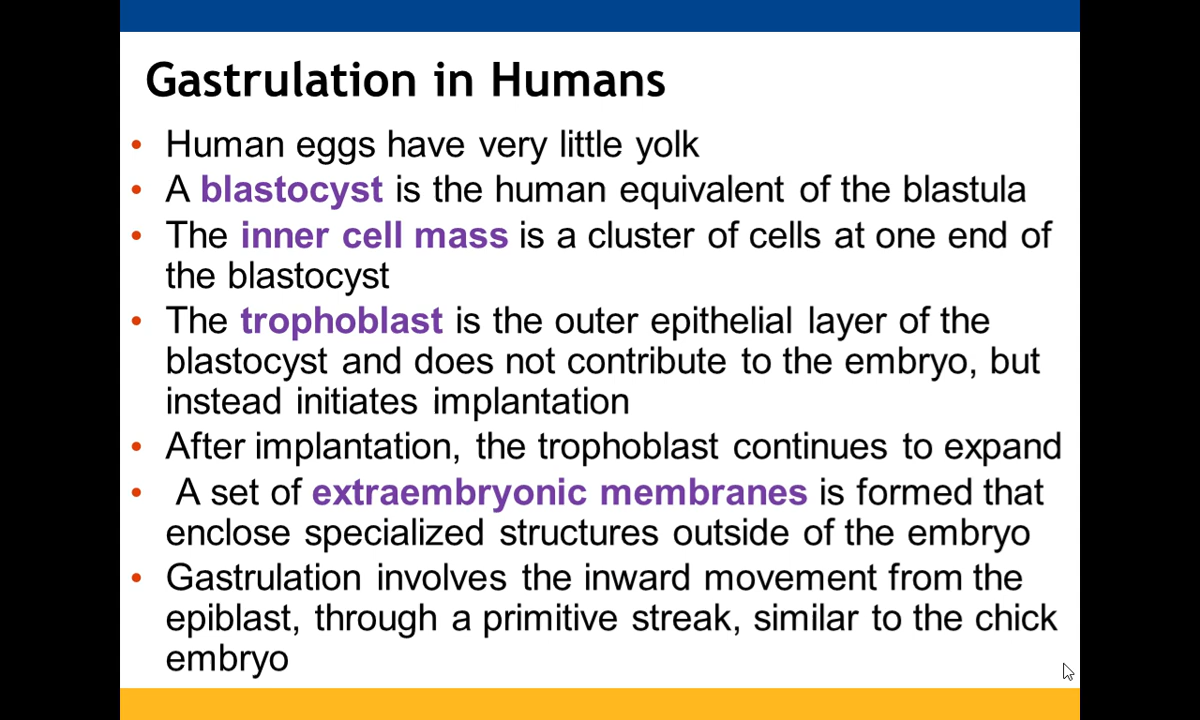 Gastrulation in Humans
• Human eggs have very little yolk
• A blastocyst is the human equivalent of the blastula
• The inner cell mass is a cluster of cells at one end of
the blastocyst
• The trophoblast is the outer epithelial layer of the
blastocyst and does not contribute to the embryo, but
instead initiates implantation
• After implantation, the trophoblast continues to expand
• A set of extraembryonic membranes is formed that
enclose specialized structures outside of the embryo
• Gastrulation involves the inward movement from the
epiblast, through a primitive streak, similar to the chick
embryo